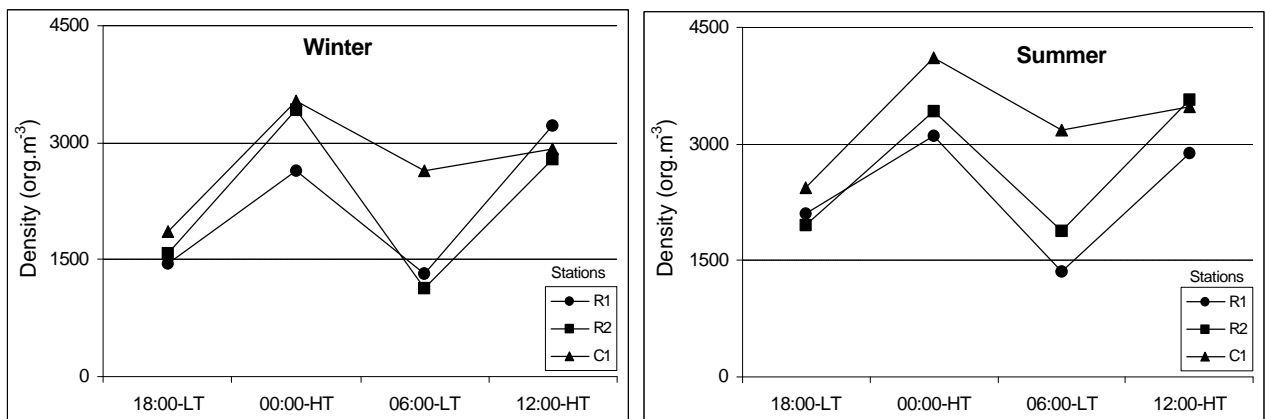 Winter
Density (org.m-3)
4500
3000
1500
0
18:00-LT 00:00-HT 06:00-LT 12:00-HT
Stations
R1
R2
C1
Summer
Density (org.m-3)
4500
3000
1500
0
18:00-LT 00:00-HT 06:00-LT 12:00-HT
Stations
R1
R2
C1